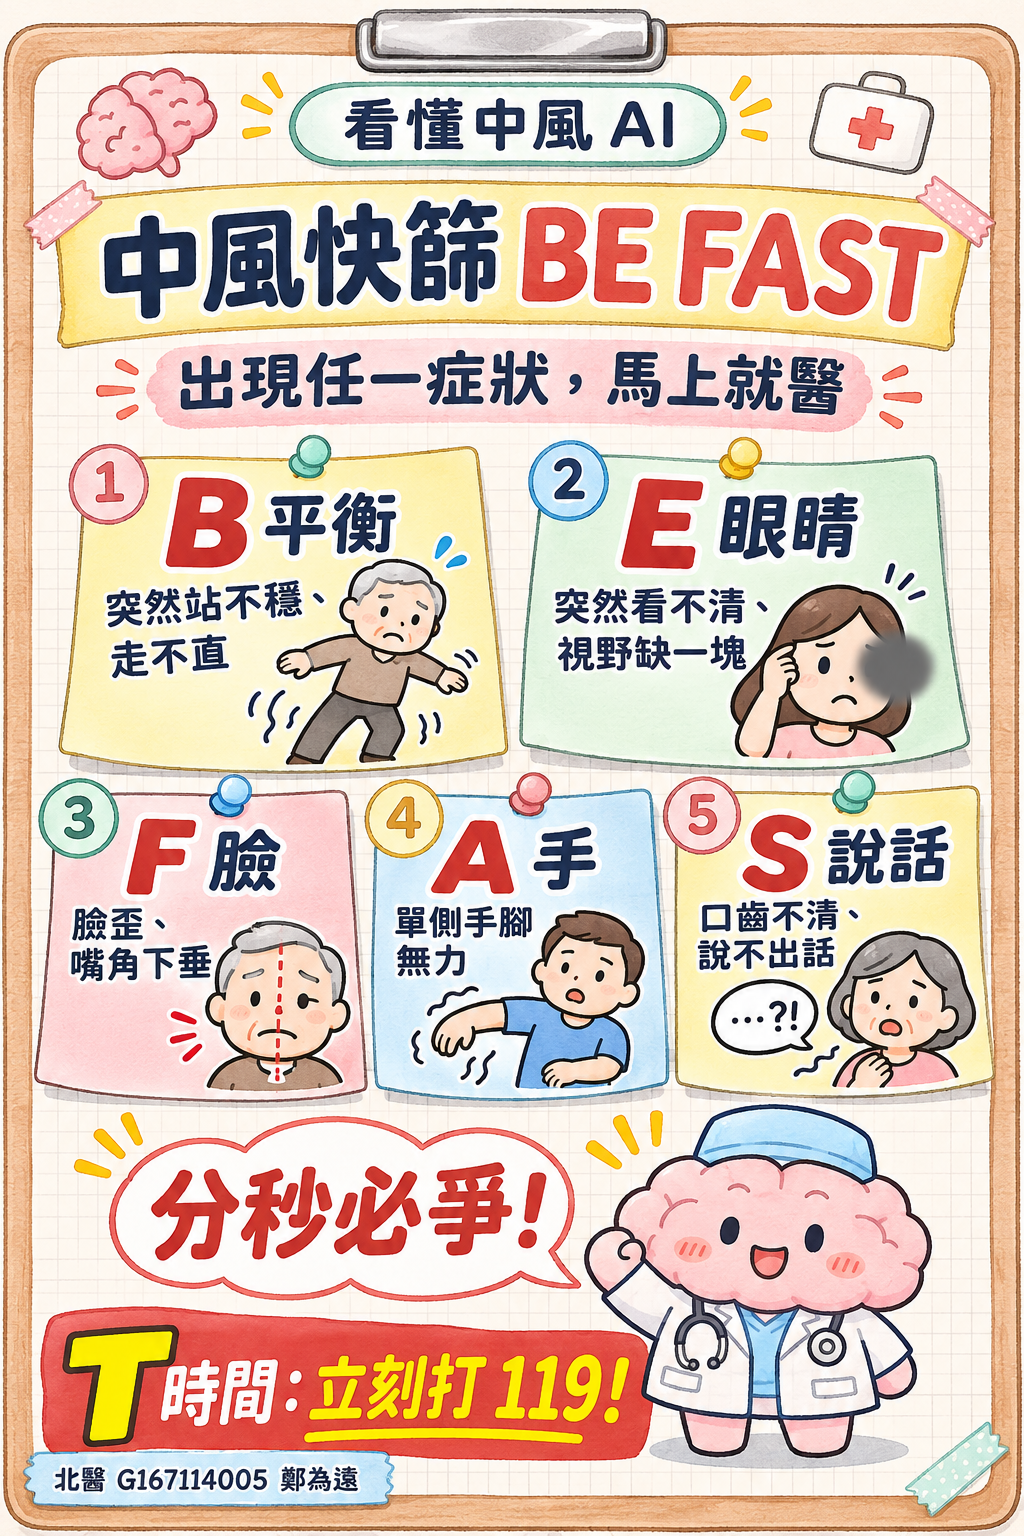 看懂中風 AI
中風快篩 BE FAST
出現任一症狀，馬上就醫
1
B 平衡
突然站不穩、
走不直
2
E 眼睛
突然看不清、
視野缺一塊
3
F 臉
臉歪、
嘴角下垂
4
A 手
單側手腳
無力
5
S 說話
口齒不清、
說不出話
...?!
分秒必爭!
T 時間：立刻打 119!
北醫 G167114005 鄭為遠